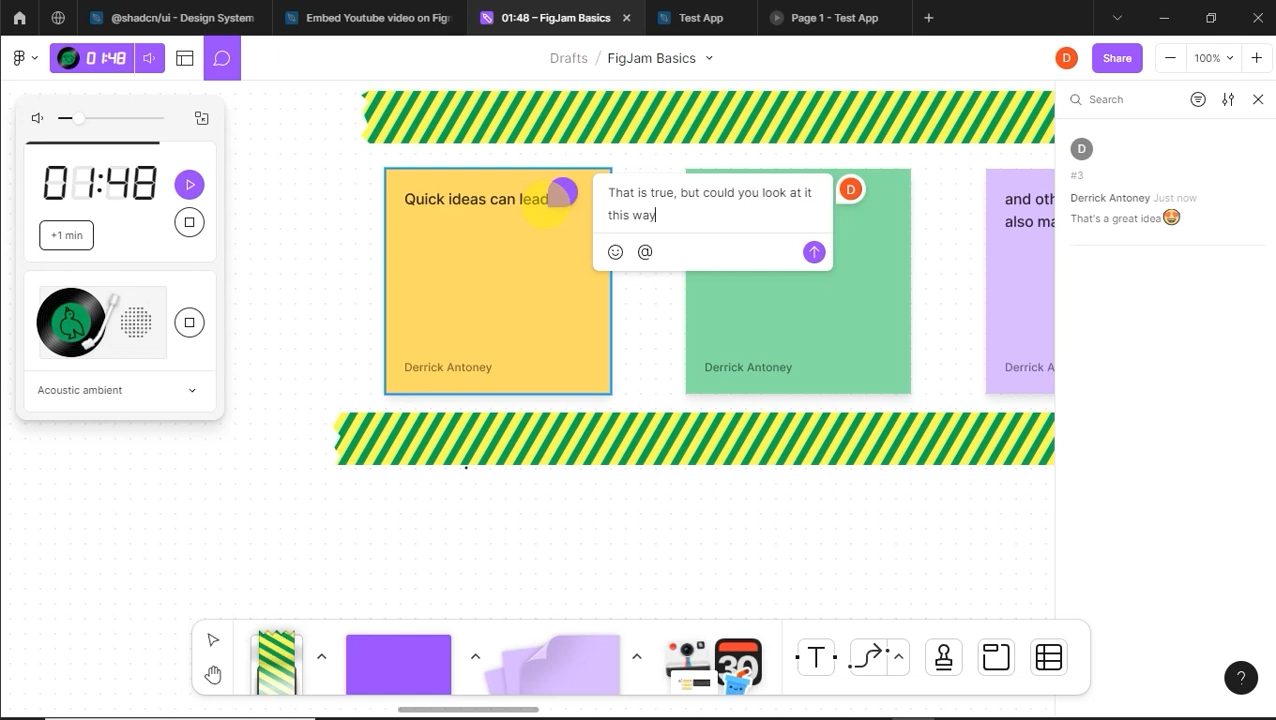 @shadcn/ui - Design System
Embed Youtube video on Figm
01:48 – FigJam Basics
Test App
Page 1 - Test App
01:48
Drafts / FigJam Basics
D
Share
100%
Search
01:48
+1 min
Acoustic ambient
Quick ideas can lead
Derrick Antoney
That is true, but could you look at it
this way
@
D
Derrick Antoney
and oth
also ma
Derrick A
D
#3
Derrick Antoney Just now
That's a great idea🤩
T
30
?